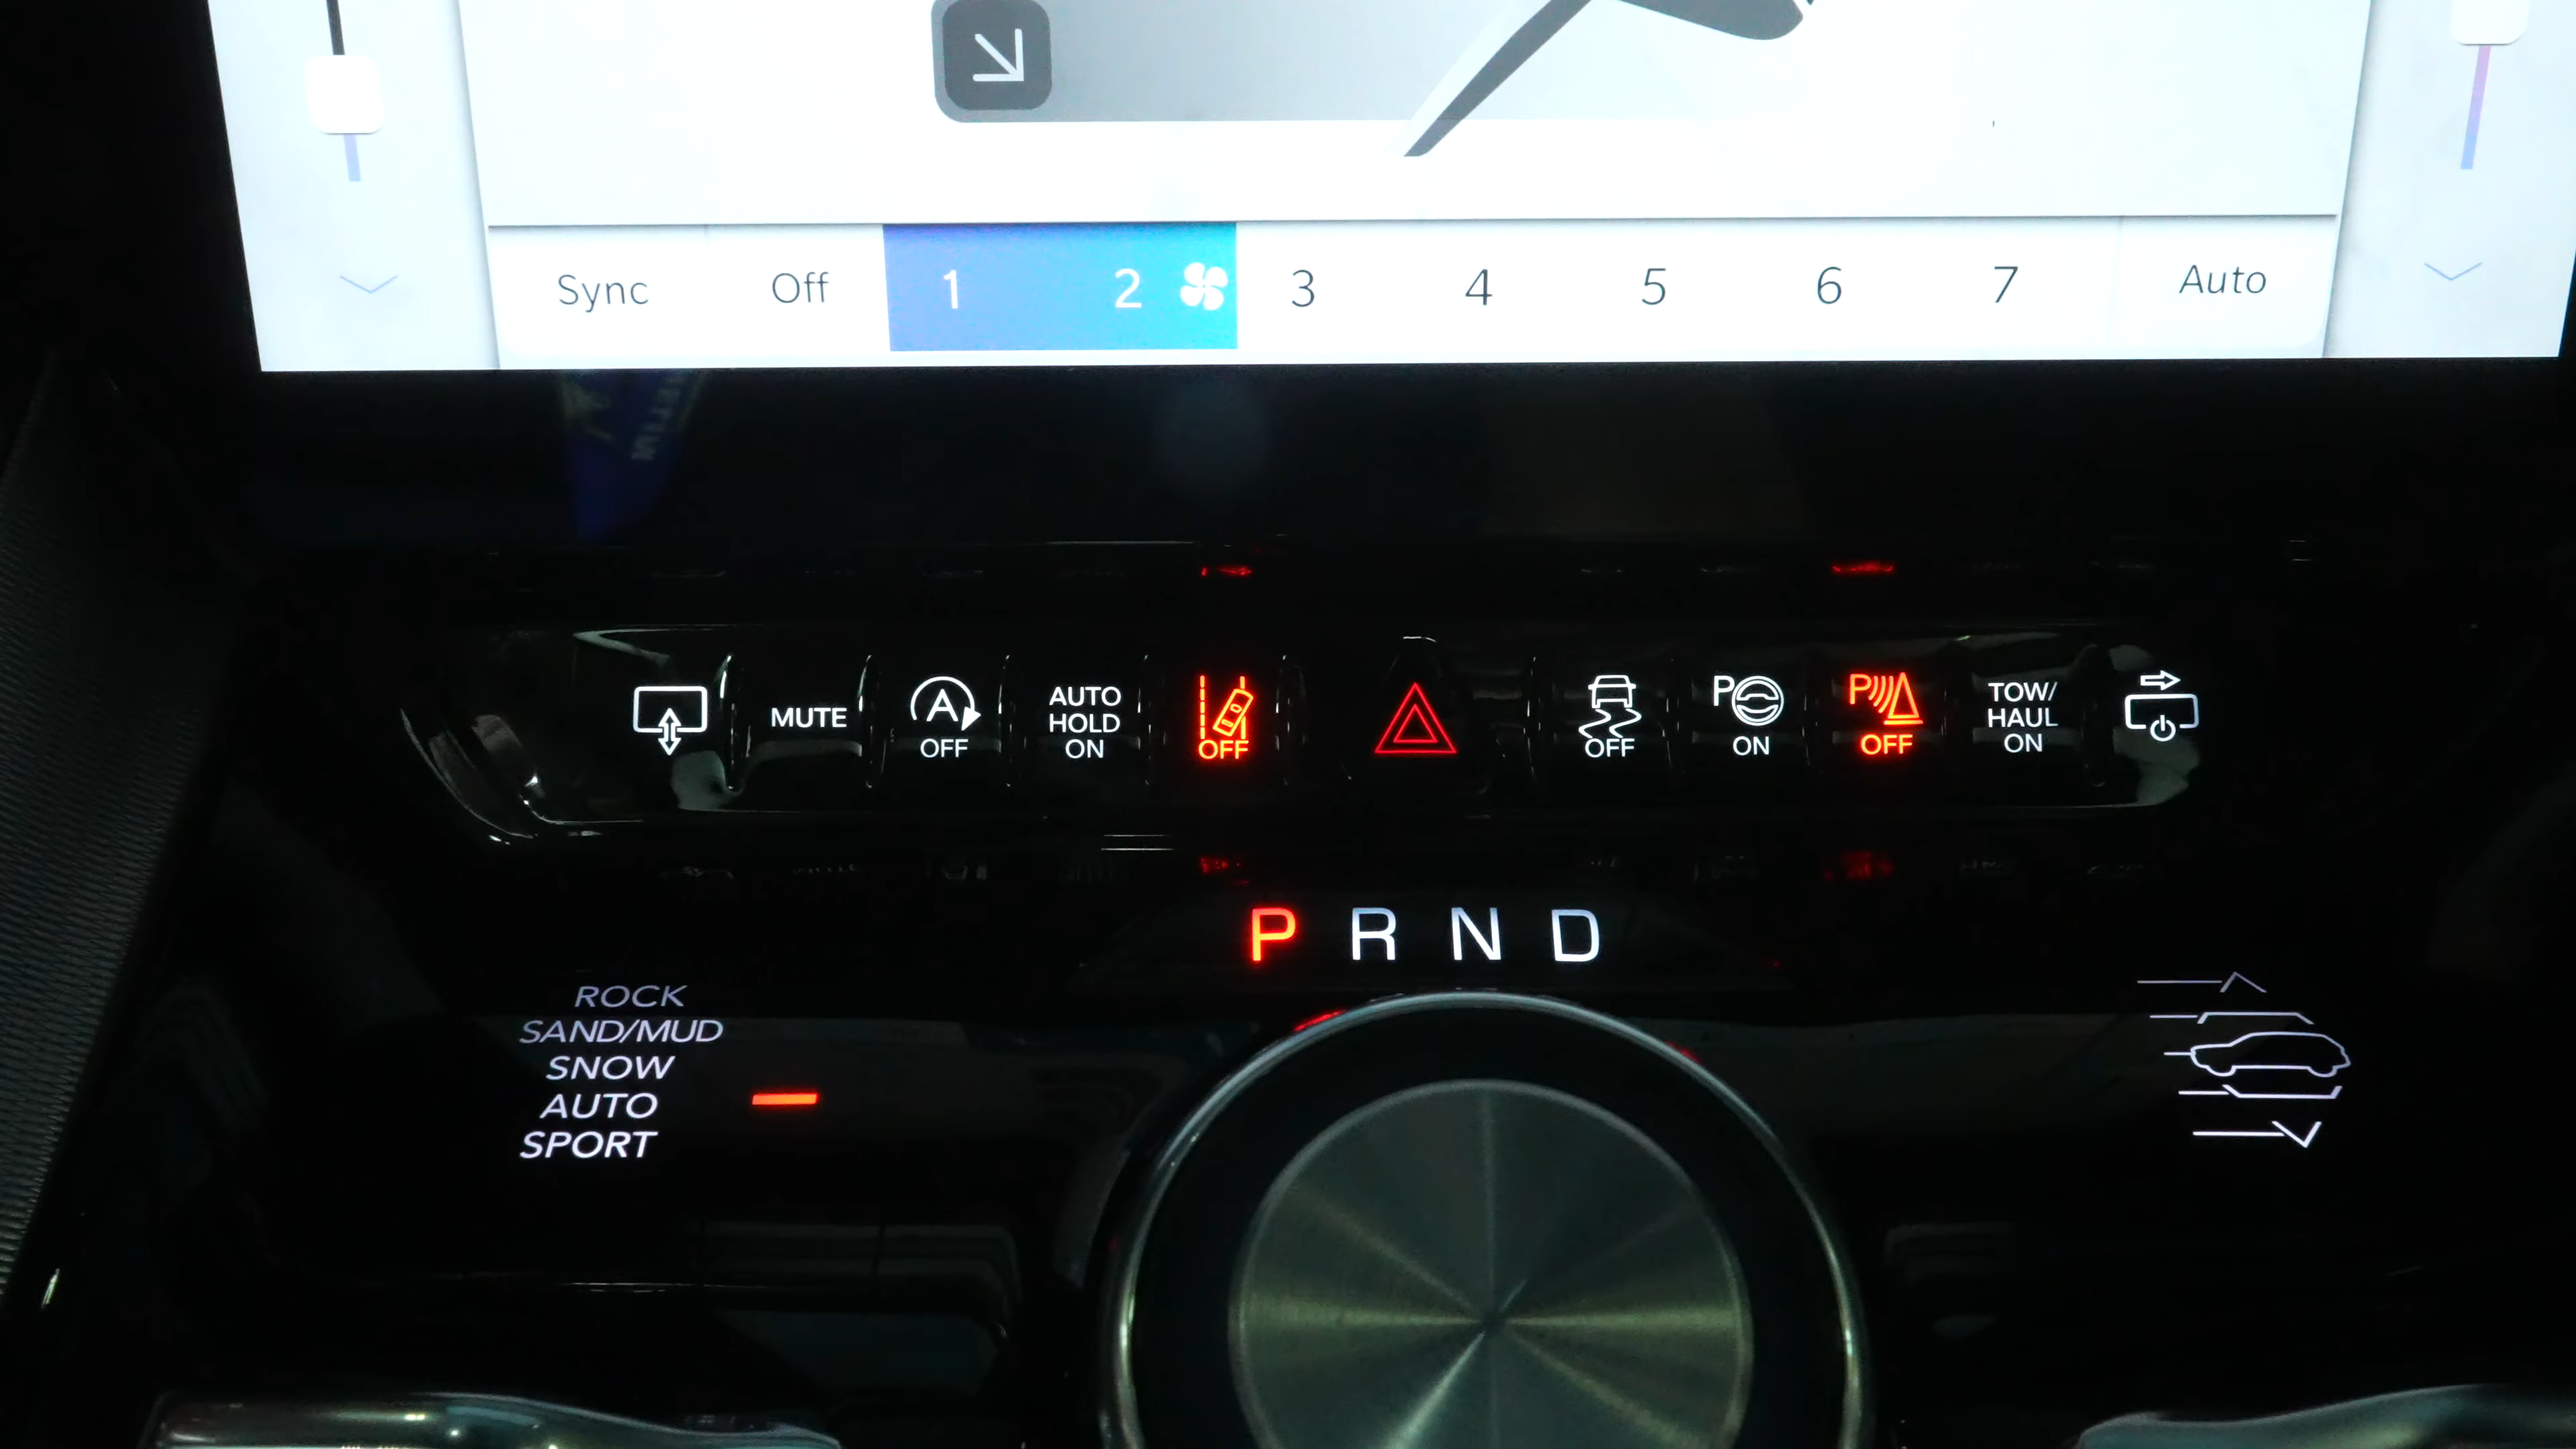 Sync Off 1 2 3 4 5 6 7 Auto
MUTE
A
OFF
AUTO
HOLD
ON
OFF
OFF
P
ON
P
OFF
TOW/
HAUL
ON
P R N D
ROCK
SAND/MUD
SNOW
AUTO
SPORT